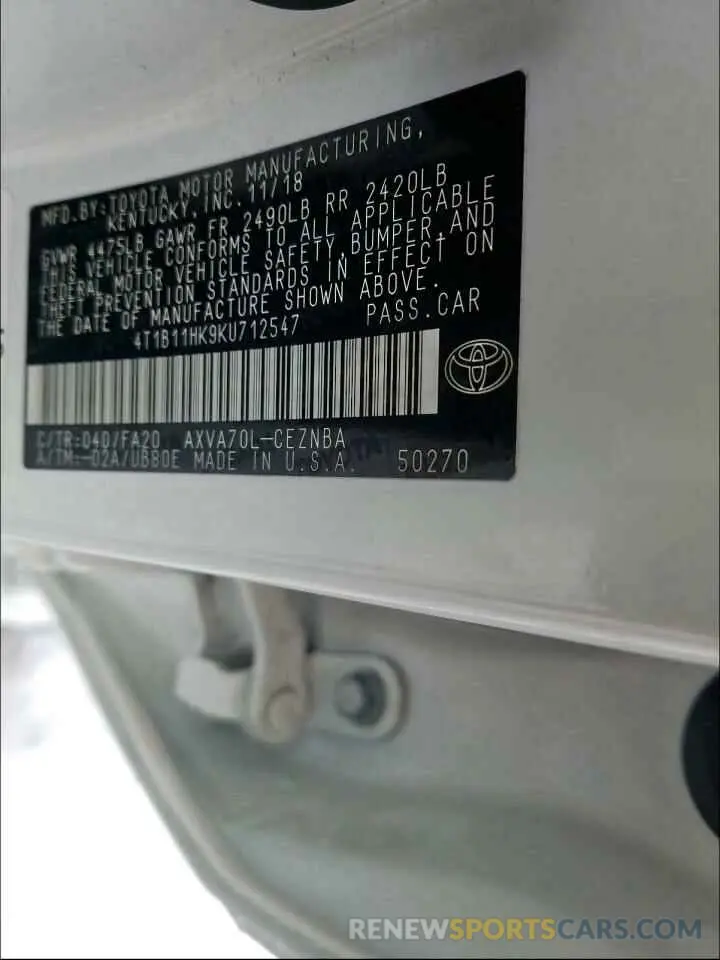 MFD.BY:TOYOTA MOTOR MANUFACTURING,
KENTUCKY,INC.11/18
GVWR 4475LB GAWR FR 2490LB RR 2420LB
THIS VEHICLE CONFORMS TO ALL APPLICABLE
FEDERAL MOTOR VEHICLE SAFETY,BUMPER,AND
THEFT PREVENTION STANDARDS IN EFFECT ON
THE DATE OF MANUFACTURE SHOWN ABOVE.
4T1B11HK9KU712547 PASS.CAR
C/TR:040/FA20 AXVA70L-CEZNBA
A/TM:-02A/UB80E MADE IN U.S.A. 50270
RENEWSPORTSCARS.COM